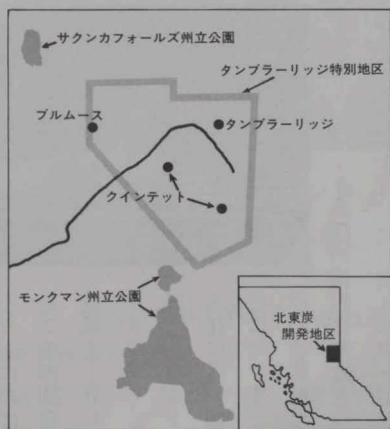 サクンカフォールズ州立公園
タンブラーリッジ特別地区
ブルムース
タンブラーリッジ
クインテット
モンクマン州立公園
北東炭
開発地区